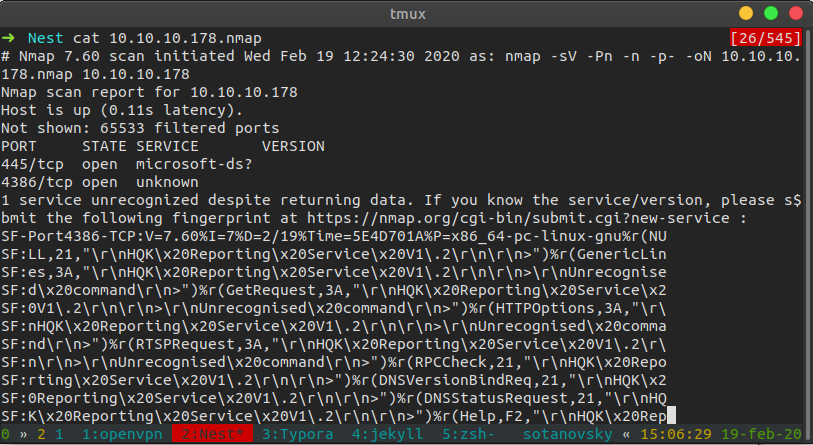 tmux
➜ Nest cat 10.10.10.178.nmap [26/545]
# Nmap 7.60 scan initiated Wed Feb 19 12:24:30 2020 as: nmap -sV -Pn -n -p- -oN 10.10.10.
178.nmap 10.10.10.178
Nmap scan report for 10.10.10.178
Host is up (0.11s latency).
Not shown: 65533 filtered ports
PORT     STATE SERVICE       VERSION
445/tcp  open  microsoft-ds?
4386/tcp open  unknown
1 service unrecognized despite returning data. If you know the service/version, please s$
bmit the following fingerprint at https://nmap.org/cgi-bin/submit.cgi?new-service :
SF-Port4386-TCP:V=7.60%I=7%D=2/19%Time=5E4D701A%P=x86_64-pc-linux-gnu%r(NU
SF:LL,21,"\r\nHQK\x20Reporting\x20Service\x20V1\.2\r\n\r\n>")%r(GenericLin
SF:es,3A,"\r\nHQK\x20Reporting\x20Service\x20V1\.2\r\n\r\n>\r\nUnrecognise
SF:d\x20command\r\n>")%r(GetRequest,3A,"\r\nHQK\x20Reporting\x20Service\x2
SF:0V1\.2\r\n\r\n>\r\nUnrecognised\x20command\r\n>")%r(HTTPOptions,3A,"\r\
SF:nHQK\x20Reporting\x20Service\x20V1\.2\r\n\r\n>\r\nUnrecognised\x20comma
SF:nd\r\n>")%r(RTSPRequest,3A,"\r\nHQK\x20Reporting\x20Service\x20V1\.2\r\
SF:n\r\n>\r\nUnrecognised\x20command\r\n>")%r(RPCCheck,21,"\r\nHQK\x20Repo
SF:rting\x20Service\x20V1\.2\r\n\r\n>")%r(DNSVersionBindReq,21,"\r\nHQK\x2
SF:0Reporting\x20Service\x20V1\.2\r\n\r\n>")%r(DNSStatusRequest,21,"\r\nHQ
SF:K\x20Reporting\x20Service\x20V1\.2\r\n\r\n>")%r(Help,F2,"\r\nHQK\x20Rep
0 » 2 1 1:openvpn 2:Nest* 3:Typora 4:jekyll 5:zsh- sotanovsky « 15:06:29 19-feb-20